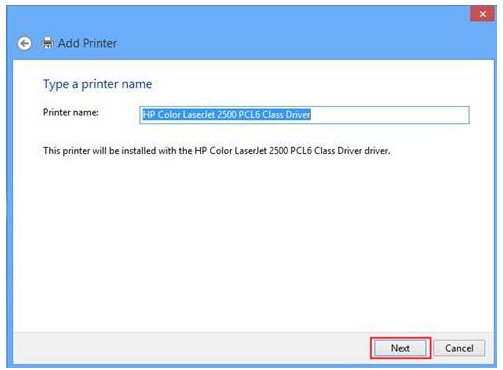 Add Printer
Type a printer name
Printer name: HP Color LaserJet 2500 PCL6 Class Driver
This printer will be installed with the HP Color LaserJet 2500 PCL6 Class Driver driver.
Next Cancel